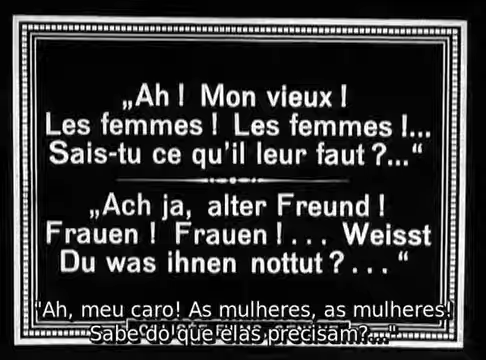 „Ah! Mon vieux!
Les femmes! Les femmes!...
Sais-tu ce qu'il leur faut?...“
„Ach ja, alter Freund!
Frauen! Frauen!... Weisst
Du was ihnen nottut?...“
"Ah, meu caro! As mulheres, as mulheres!
Sabe do que elas precisam?..."